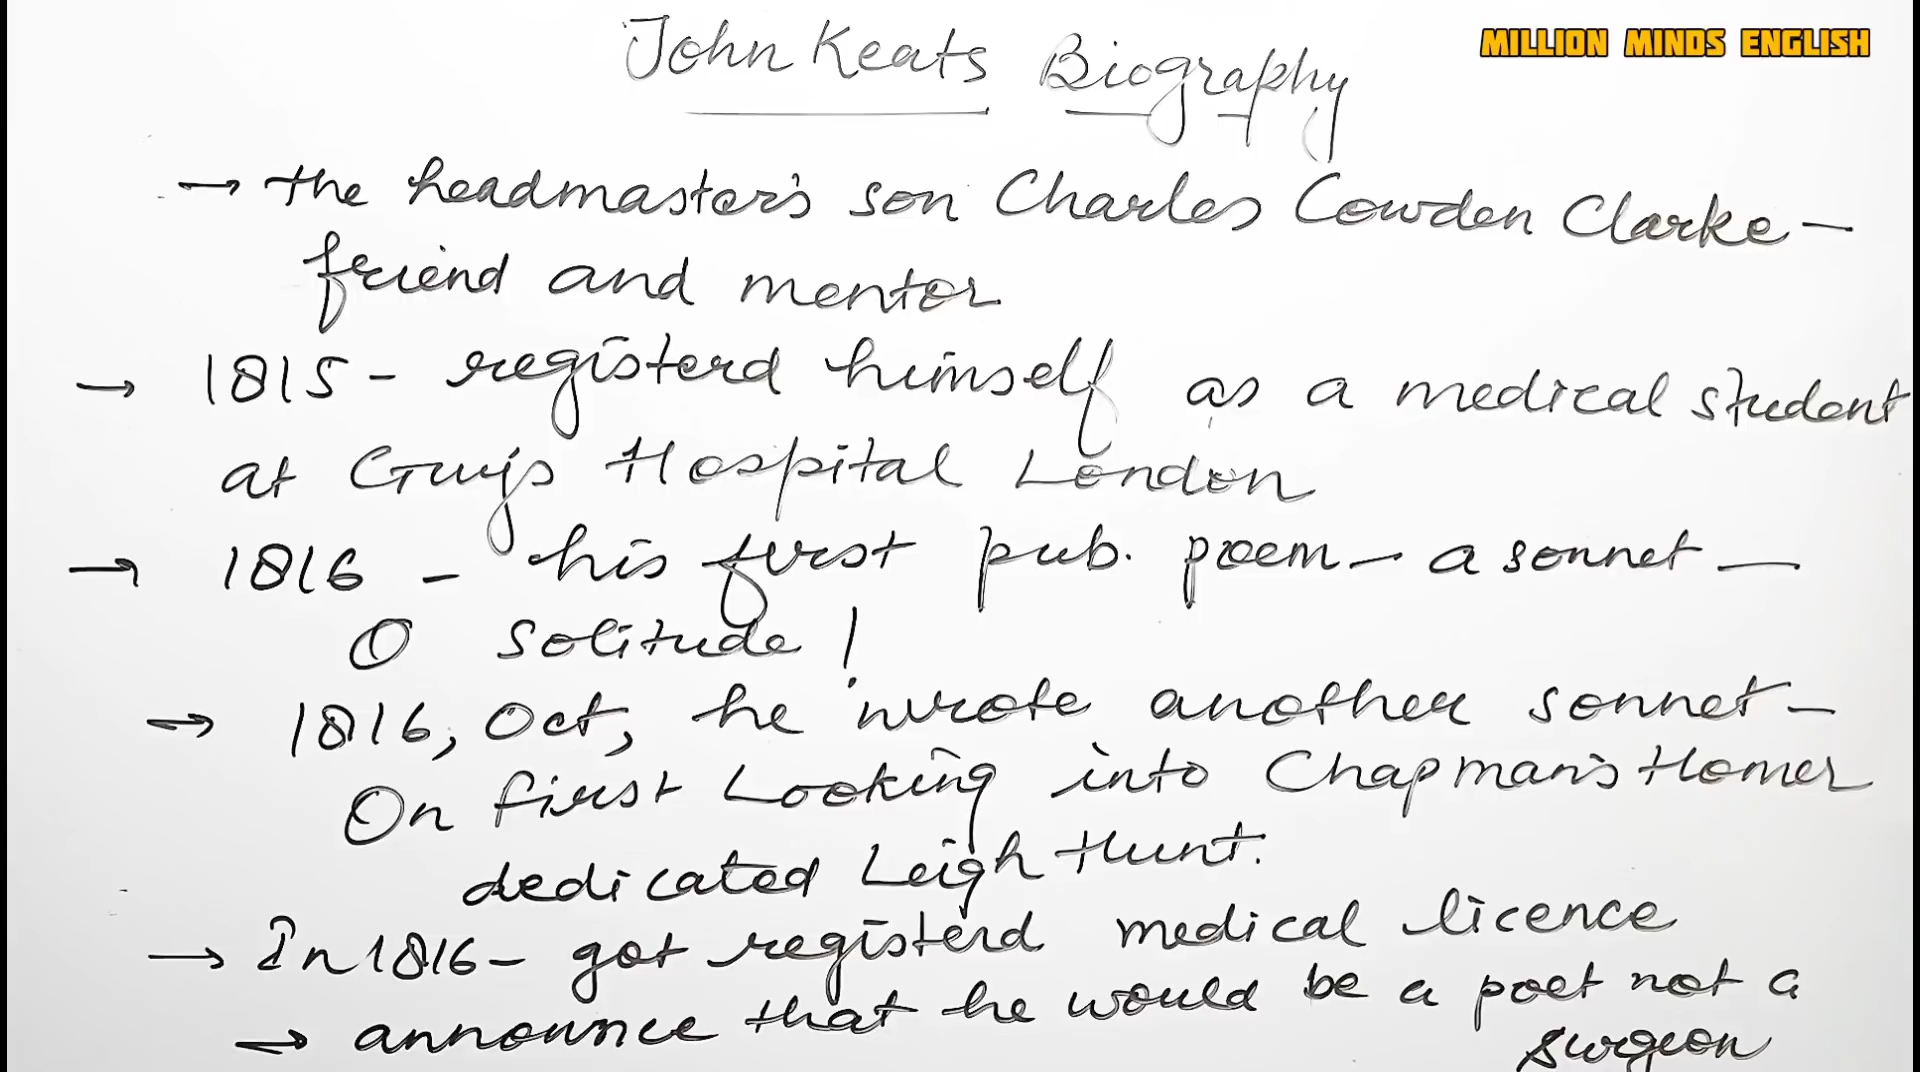 John Keats Biography
MILLION MINDS ENGLISH
→ the headmaster's son Charles Cowden Clarke –
friend and mentor
→ 1815 - registerd himself as a medical student
at Guy's Hospital London
→ 1816 - his first pub. poem – a sonnet –
O solitude!
→ 1816, Oct, he wrote another sonnet –
On first Looking into Chapman's Homer
dedicated Leigh Hunt.
→ In 1816 – got registerd medical licence
→ announce that he would be a poet not a
surgeon